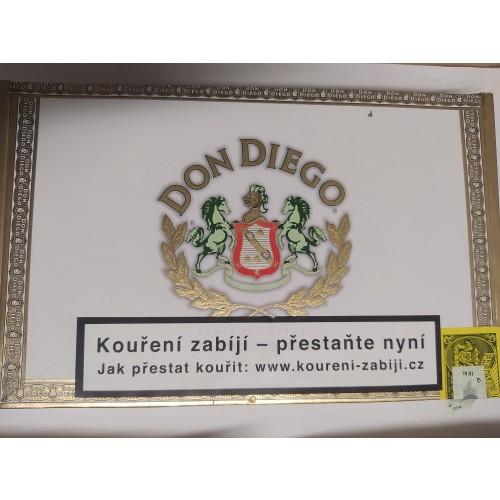 DON DIEGO
Kouření zabíjí – přestaňte nyní
Jak přestat kouřit: www.koureni-zabiji.cz